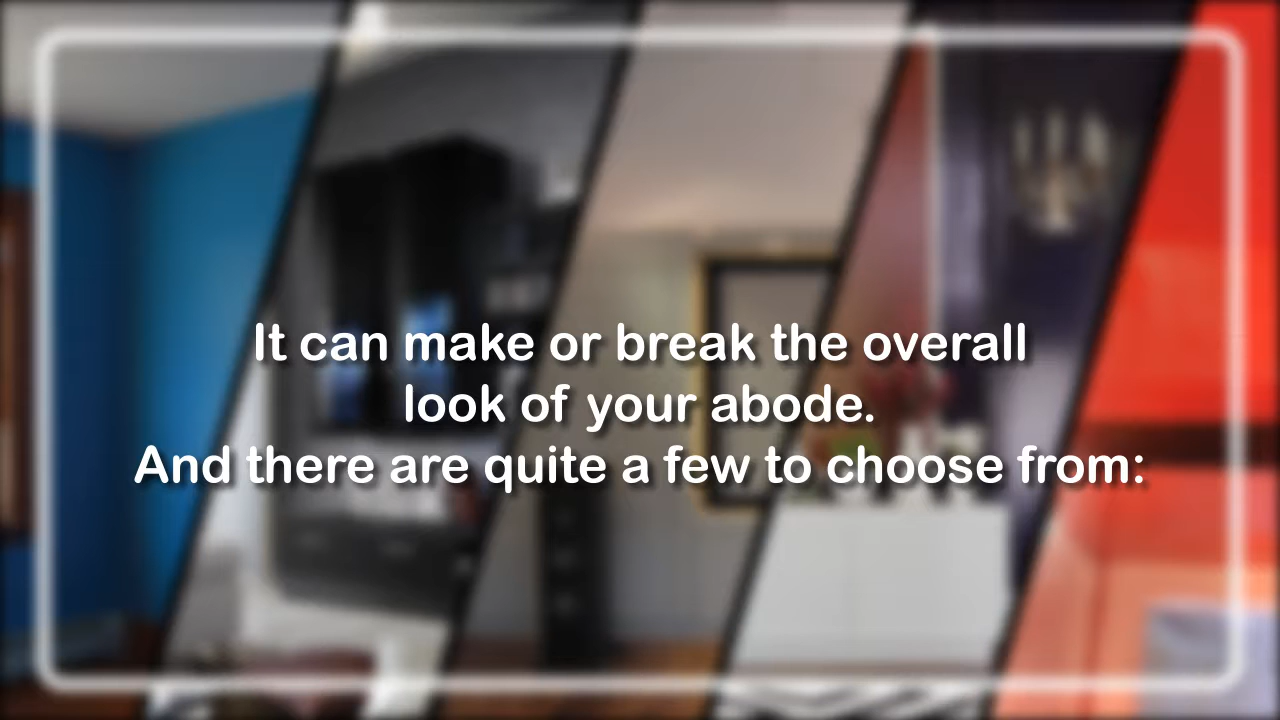 It can make or break the overall
look of your abode.
And there are quite a few to choose from: